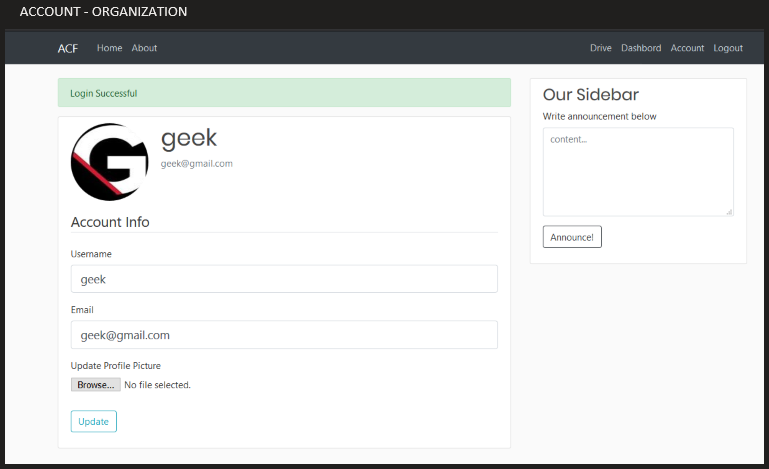 ACCOUNT - ORGANIZATION
ACF Home About Drive Dashbord Account Logout
Login Successful
G
geek
geek@gmail.com
Account Info
Username
geek
Email
geek@gmail.com
Update Profile Picture
Browse... No file selected.
Update
Our Sidebar
Write announcement below
content...
Announce!